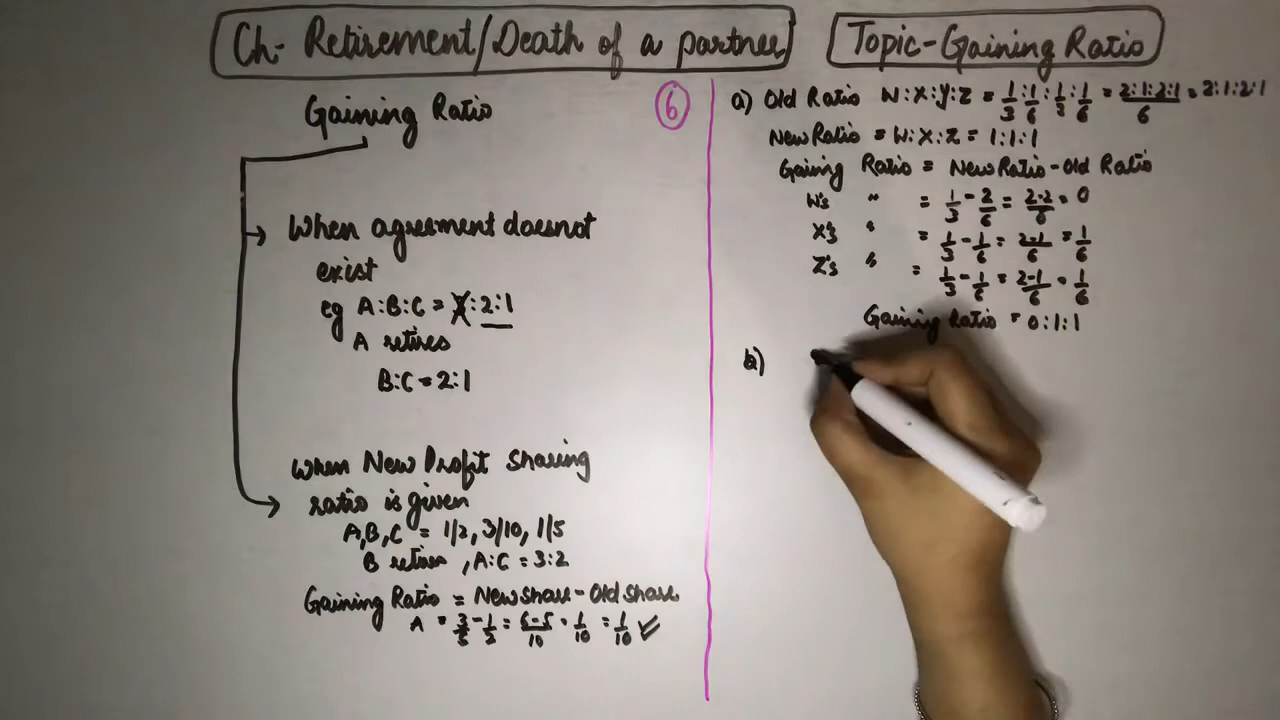 Ch- Retirement/Death of a partner
Topic-Gaining Ratio
Gaining Ratio
When agreement doesnot
exist
eg A:B:C = X:2:1
A retires
B:C = 2:1
When New Profit sharing
ratio is given
A,B,C = 1/2, 3/10, 1/5
B retires, A:C = 3:2
Gaining Ratio = New share - Old share
A = 3/5 - 1/2 = 6-5/10 = 1/10 = 1/10 ✓
6
a) Old Ratio W:X:Y:Z = 1/3:1/6:1/3:1/6 = 2:1:2:1/6 = 2:1:2:1
New Ratio = W:X:Z = 1:1:1
Gaining Ratio = New Ratio - Old Ratio
W's " = 1/3 - 2/6 = 2-2/6 = 0
X's " = 1/3 - 1/6 = 2-1/6 = 1/6
Z's " = 1/3 - 1/6 = 2-1/6 = 1/6
Gaining Ratio = 0:1:1
b)